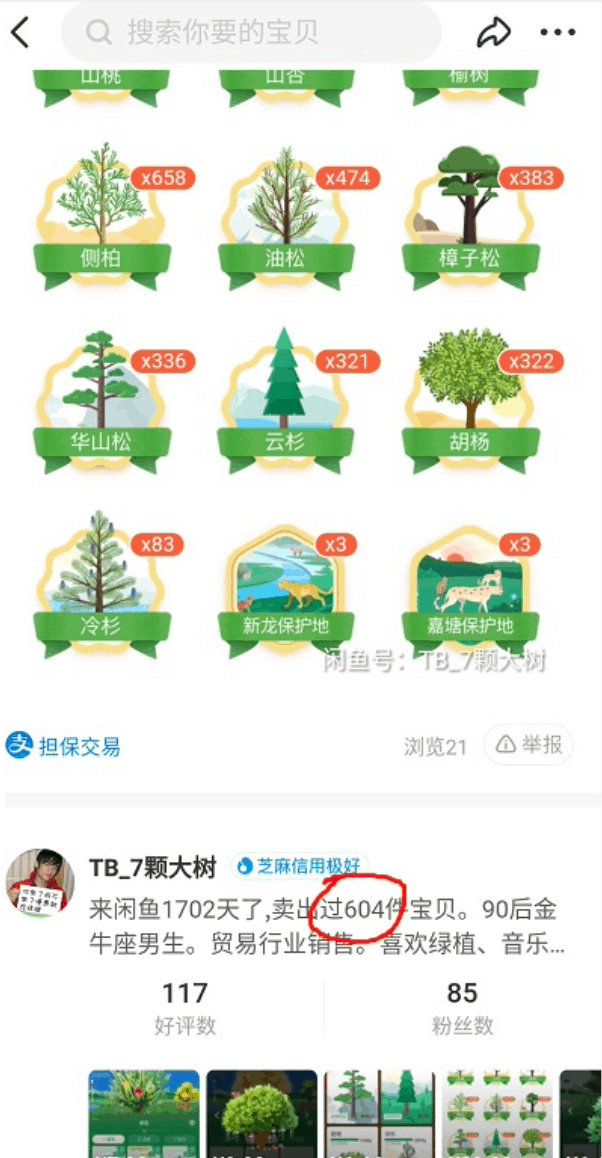 搜索你要的宝贝
山桃
山杏
榆树
x658
x474
x383
侧柏
油松
樟子松
x336
x321
x322
华山松
云杉
胡杨
x83
x3
x3
冷杉
新龙保护地
嘉塘保护地
闲鱼号：TB_7颗大树
担保交易
浏览21
举报
TB_7颗大树
芝麻信用极好
来闲鱼1702天了,卖出过604件宝贝。90后金
牛座男生。贸易行业销售。喜欢绿植、音乐…
117
85
好评数
粉丝数